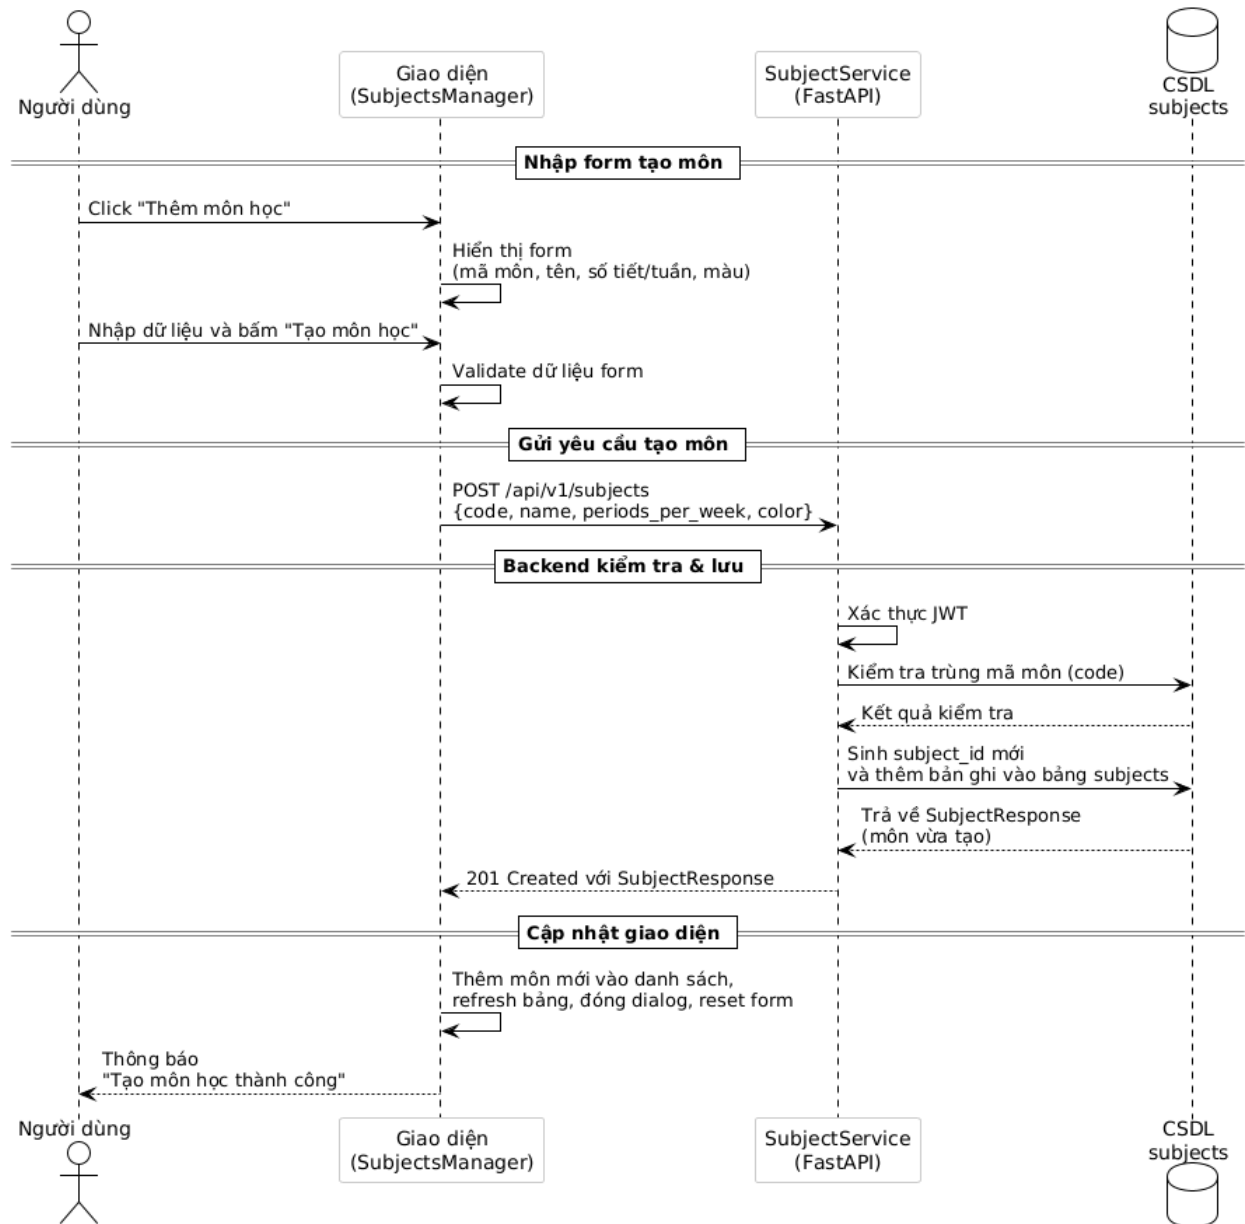 Người dùng
Giao diện
(SubjectsManager)
SubjectService
(FastAPI)
CSDL
subjects
Nhập form tạo môn
Click "Thêm môn học"
Hiển thị form
(mã môn, tên, số tiết/tuần, màu)
Nhập dữ liệu và bấm "Tạo môn học"
Validate dữ liệu form
Gửi yêu cầu tạo môn
POST /api/v1/subjects
{code, name, periods_per_week, color}
Backend kiểm tra & lưu
Xác thực JWT
Kiểm tra trùng mã môn (code)
Kết quả kiểm tra
Sinh subject_id mới
và thêm bản ghi vào bảng subjects
Trả về SubjectResponse
(môn vừa tạo)
201 Created với SubjectResponse
Cập nhật giao diện
Thêm môn mới vào danh sách,
refresh bảng, đóng dialog, reset form
Thông báo
"Tạo môn học thành công"
Người dùng
Giao diện
(SubjectsManager)
SubjectService
(FastAPI)
CSDL
subjects